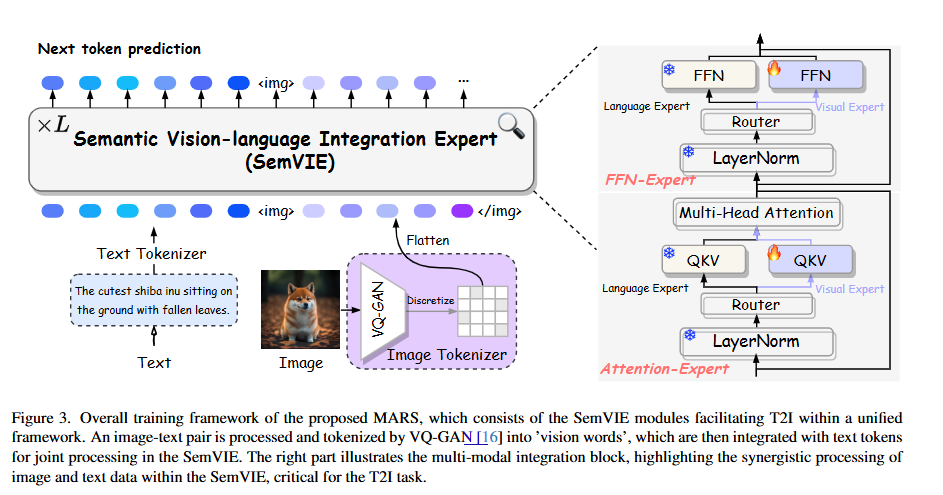 Next token prediction
<img>
...
×L
Semantic Vision-language Integration Expert
(SemVIE)
<img>
</img>
Text Tokenizer
The cutest shiba inu sitting on
the ground with fallen leaves.
Text
Image
Flatten
VQ-GAN
Discretize
Image Tokenizer
FFN
FFN
Language Expert
Visual Expert
Router
LayerNorm
FFN-Expert
Multi-Head Attention
QKV
QKV
Language Expert
Visual Expert
Router
LayerNorm
Attention-Expert
Figure 3. Overall training framework of the proposed MARS, which consists of the SemVIE modules facilitating T2I within a unified
framework. An image-text pair is processed and tokenized by VQ-GAN [16] into ’vision words’, which are then integrated with text tokens
for joint processing in the SemVIE. The right part illustrates the multi-modal integration block, highlighting the synergistic processing of
image and text data within the SemVIE, critical for the T2I task.